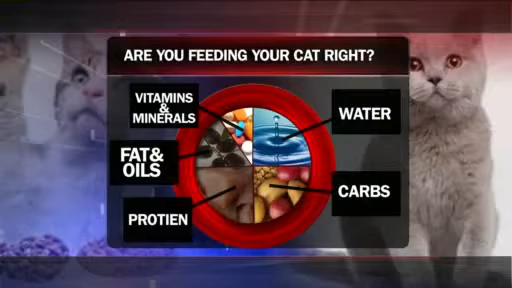 ARE YOU FEEDING YOUR CAT RIGHT?
VITAMINS
&
MINERALS
WATER
FAT&
OILS
CARBS
PROTIEN